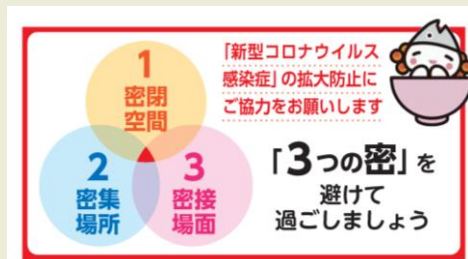 1
密閉
空間
2
密集
場所
3
密接
場面
「新型コロナウイルス
感染症」の拡大防止に
ご協力をお願いします
「3つの密」を
避けて
過ごしましょう